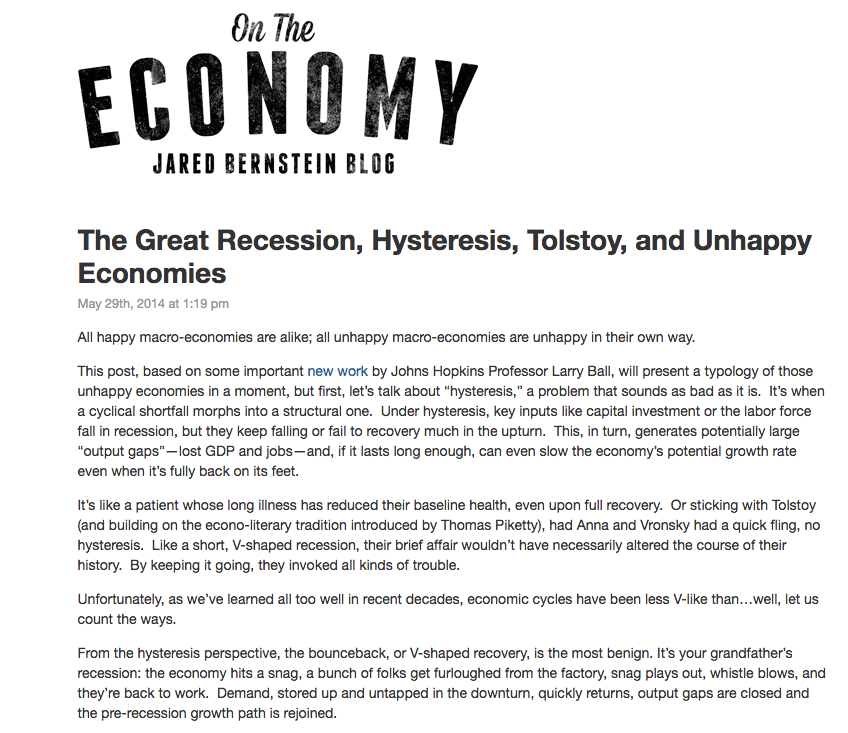 On The
ECONOMY
JARED BERNSTEIN BLOG
The Great Recession, Hysteresis, Tolstoy, and Unhappy
Economies
May 29th, 2014 at 1:19 pm
All happy macro-economies are alike; all unhappy macro-economies are unhappy in their own way.
This post, based on some important new work by Johns Hopkins Professor Larry Ball, will present a typology of those
unhappy economies in a moment, but first, let’s talk about “hysteresis,” a problem that sounds as bad as it is.  It’s when
a cyclical shortfall morphs into a structural one.  Under hysteresis, key inputs like capital investment or the labor force
fall in recession, but they keep falling or fail to recovery much in the upturn.  This, in turn, generates potentially large
“output gaps”—lost GDP and jobs—and, if it lasts long enough, can even slow the economy’s potential growth rate
even when it’s fully back on its feet.
It’s like a patient whose long illness has reduced their baseline health, even upon full recovery.  Or sticking with Tolstoy
(and building on the econo-literary tradition introduced by Thomas Piketty), had Anna and Vronsky had a quick fling, no
hysteresis.  Like a short, V-shaped recession, their brief affair wouldn’t have necessarily altered the course of their
history.  By keeping it going, they invoked all kinds of trouble.
Unfortunately, as we’ve learned all too well in recent decades, economic cycles have been less V-like than…well, let us
count the ways.
From the hysteresis perspective, the bounceback, or V-shaped recovery, is the most benign. It’s your grandfather’s
recession: the economy hits a snag, a bunch of folks get furloughed from the factory, snag plays out, whistle blows, and
they’re back to work.  Demand, stored up and untapped in the downturn, quickly returns, output gaps are closed and
the pre-recession growth path is rejoined.